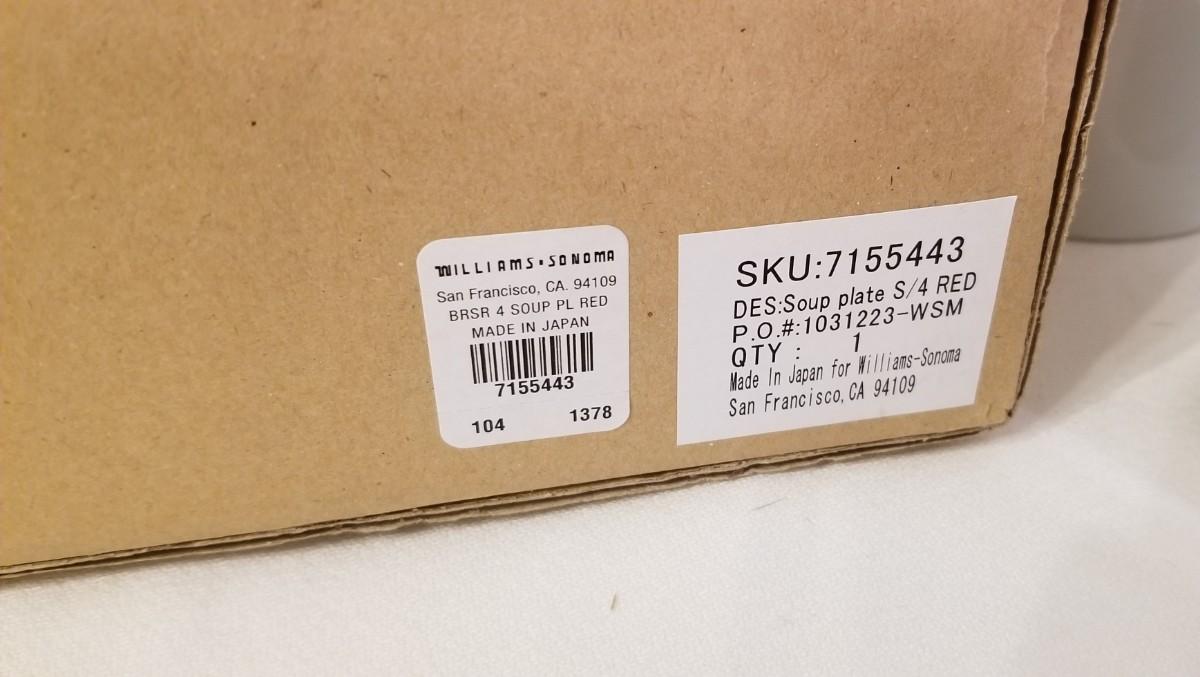 WILLIAMS-SONOMA
San Francisco, CA. 94109
BRSR 4 SOUP PL RED
MADE IN JAPAN
7155443
104 1378
SKU:7155443
DES:Soup plate S/4 RED
P.O.#:1031223-WSM
QTY : 1
Made In Japan for Williams-Sonoma
San Francisco,CA 94109